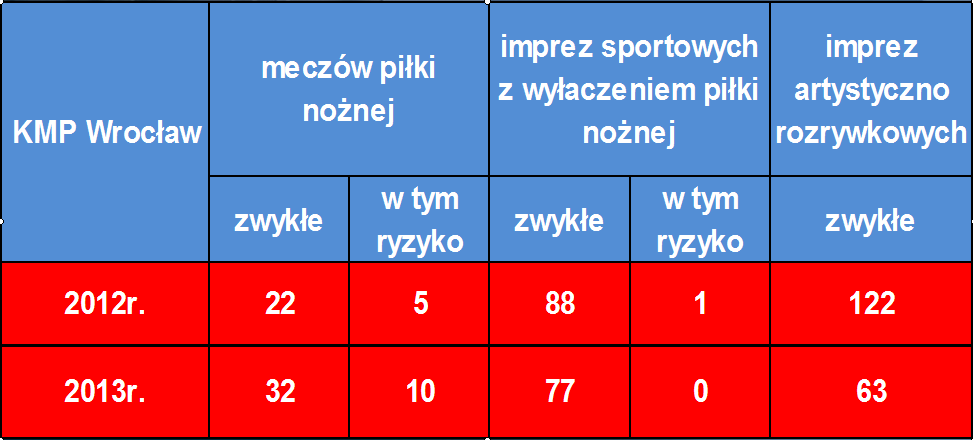 KMP Wrocław
meczów piłki
nożnej
imprez sportowych
z wyłaczeniem piłki
nożnej
imprez
artystyczno
rozrywkowych
zwykłe
w tym
ryzyko
zwykłe
w tym
ryzyko
zwykłe
2012r. 22 5 88 1 122
2013r. 32 10 77 0 63